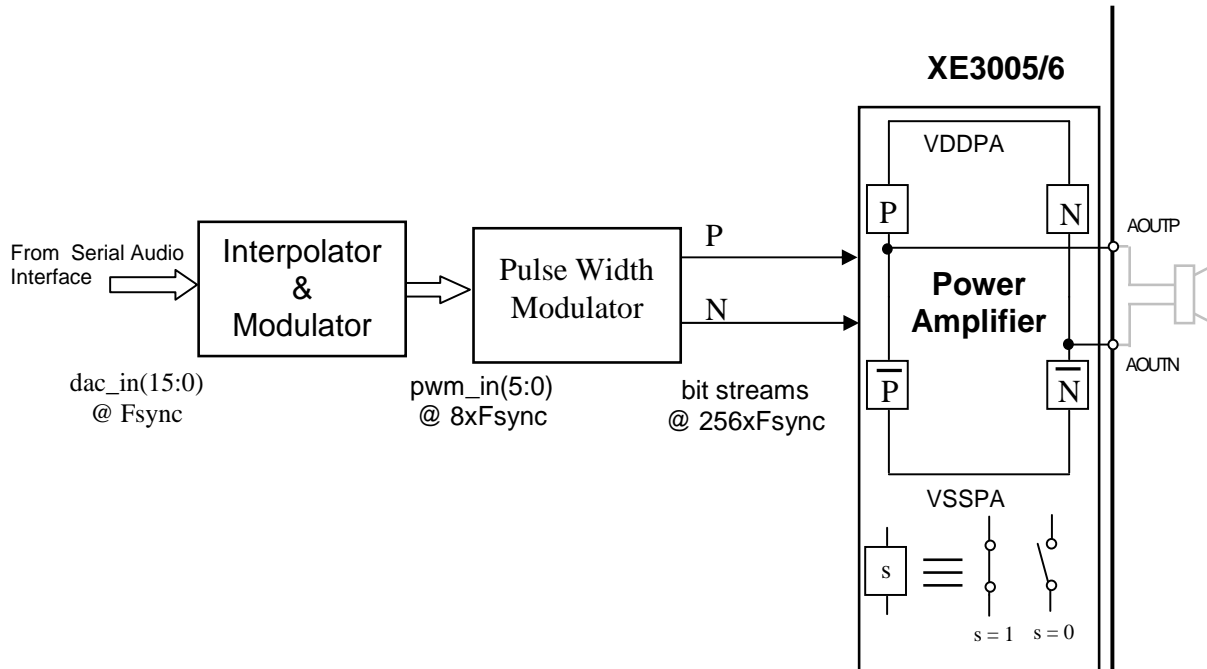 XE3005/6
VDDPA
P
N
From Serial Audio
Interface
Interpolator
&
Modulator
Pulse Width
Modulator
P
N
Power
Amplifier
AOUTP
AOUTN
P̅
N̅
dac_in(15:0)
@ Fsync
pwm_in(5:0)
@ 8xFsync
bit streams
@ 256xFsync
VSSPA
s
s = 1
s = 0